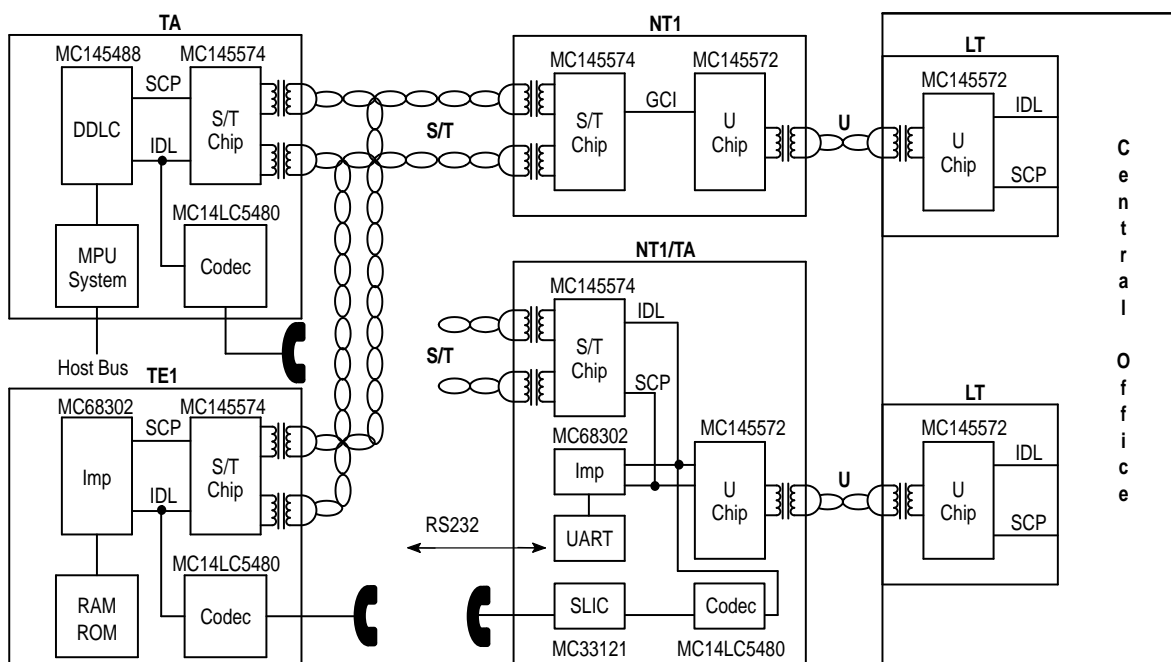 TA
MC145488
MC145574
SCP
DDLC
S/T
Chip
IDL
MC14LC5480
MPU
System
Codec
Host Bus
S/T
NT1
MC145574
MC145572
S/T
Chip
GCI
U
Chip
U
LT
MC145572
U
Chip
IDL
SCP
Central Office
TE1
MC68302
MC145574
SCP
Imp
S/T
Chip
IDL
MC14LC5480
RAM
ROM
Codec
RS232
NT1/TA
MC145574
IDL
S/T
S/T
Chip
SCP
MC68302
MC145572
Imp
U
Chip
UART
SLIC
Codec
MC33121
MC14LC5480
U
LT
MC145572
U
Chip
IDL
SCP